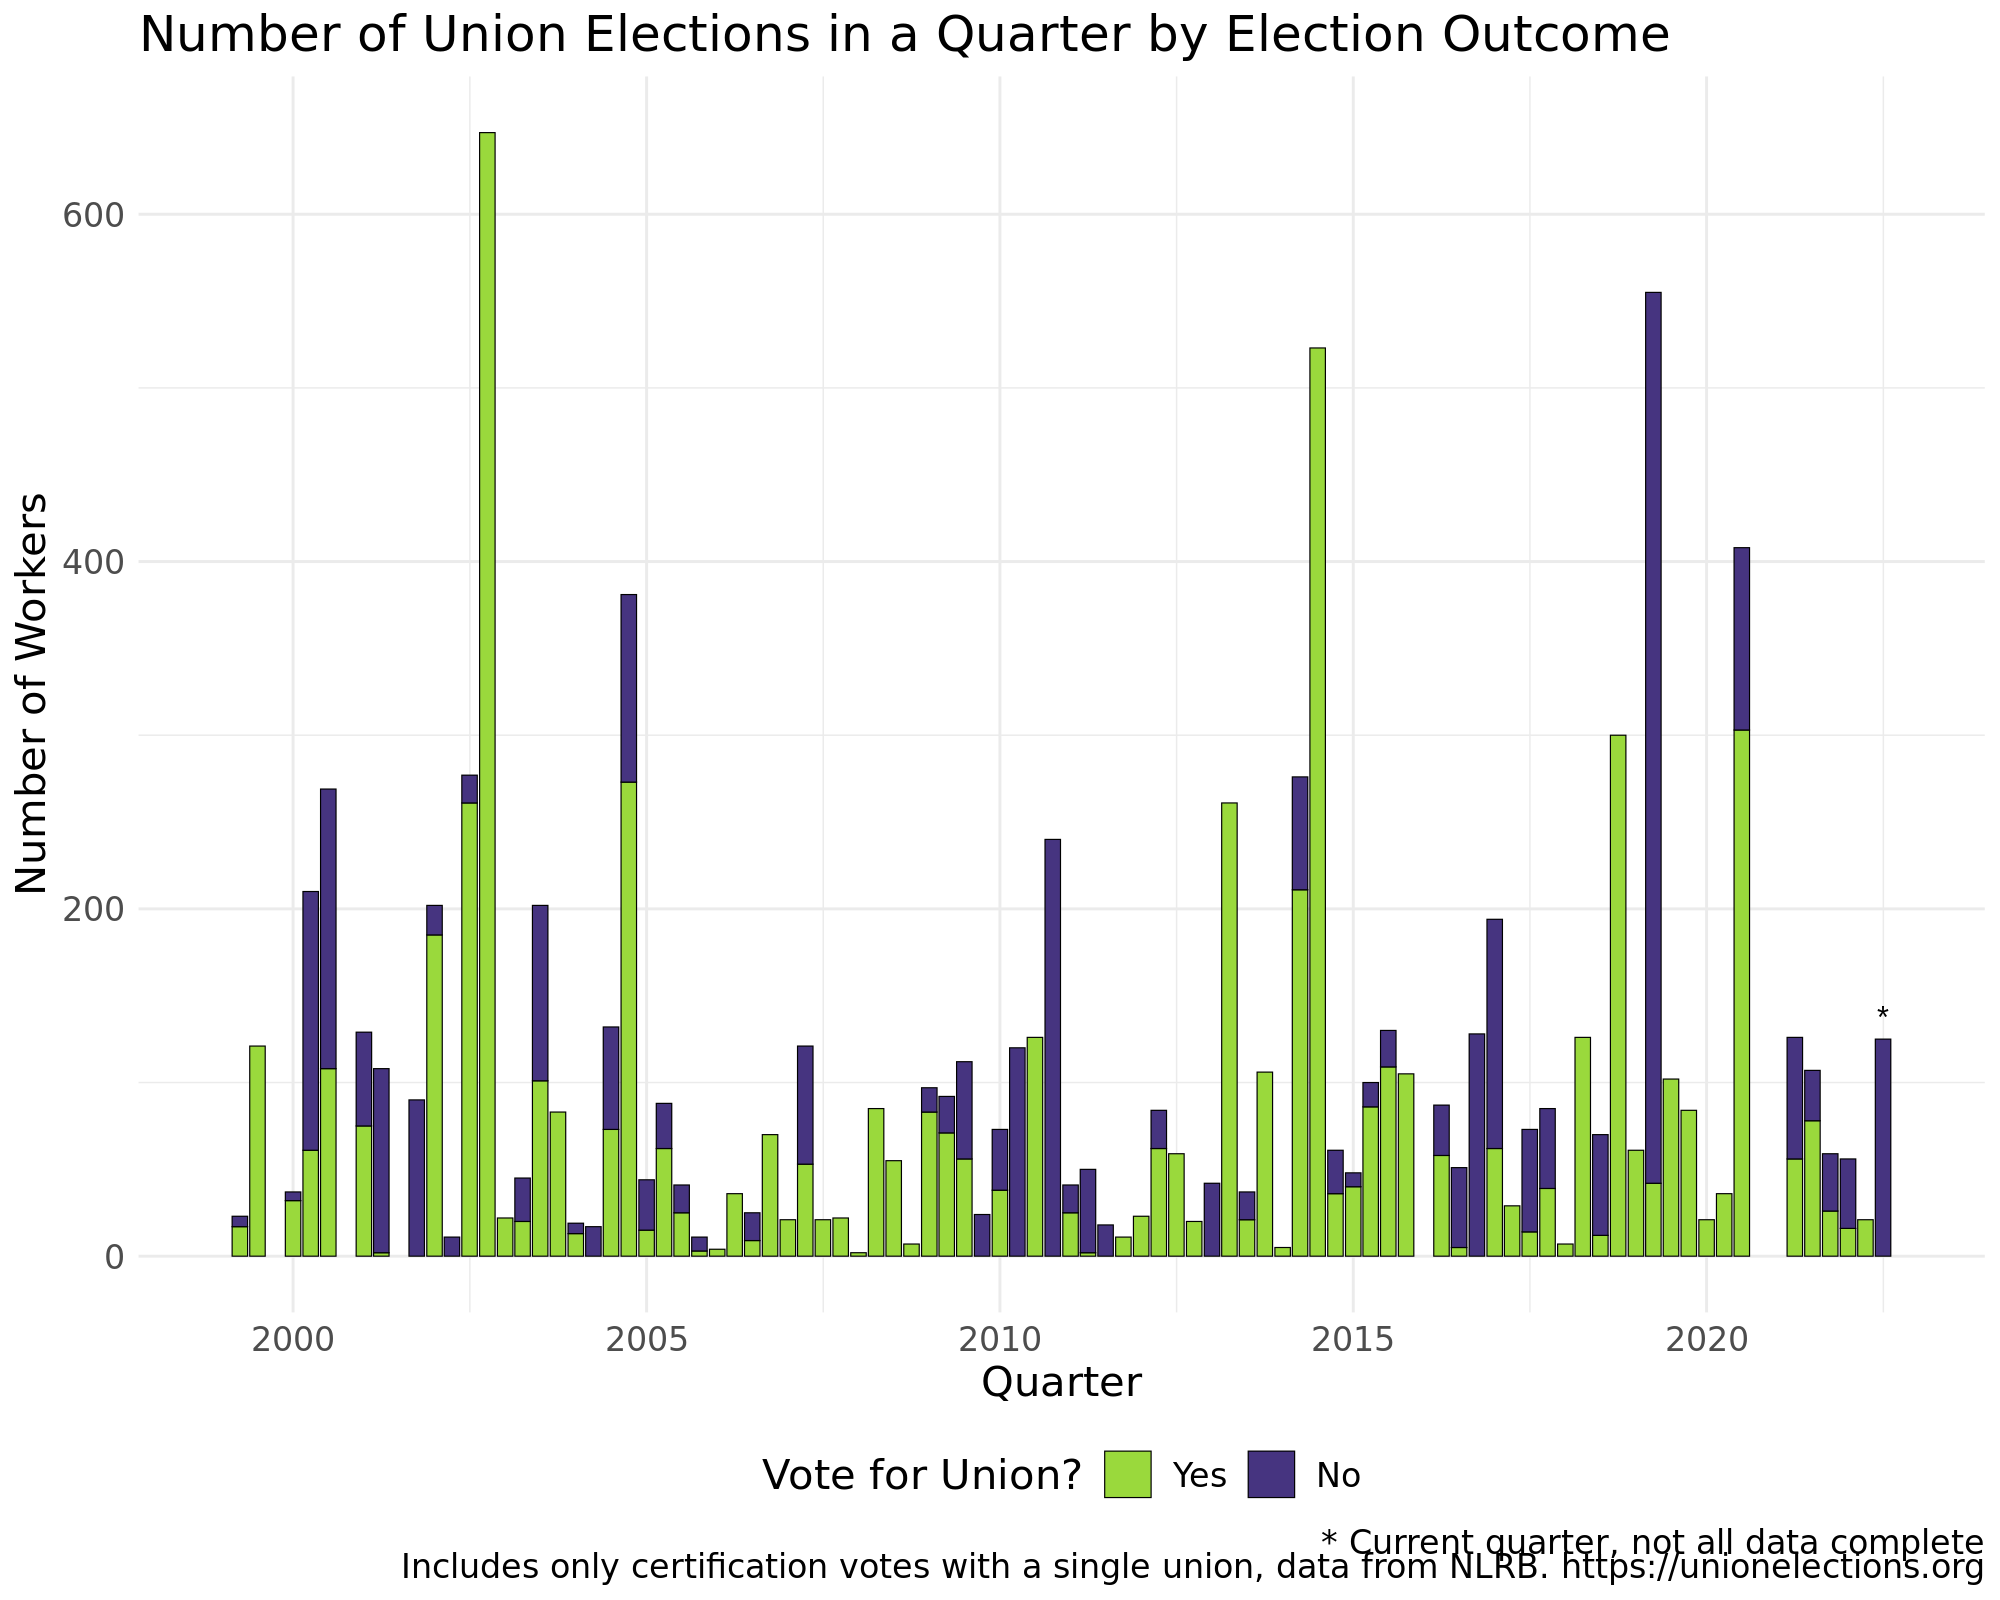 Number of Union Elections in a Quarter by Election Outcome
Number of Workers
600
400
200
0
*
2000 2005 2010 2015 2020
Quarter
Vote for Union? Yes No
* Current quarter, not all data complete
Includes only certification votes with a single union, data from NLRB. https://unionelections.org